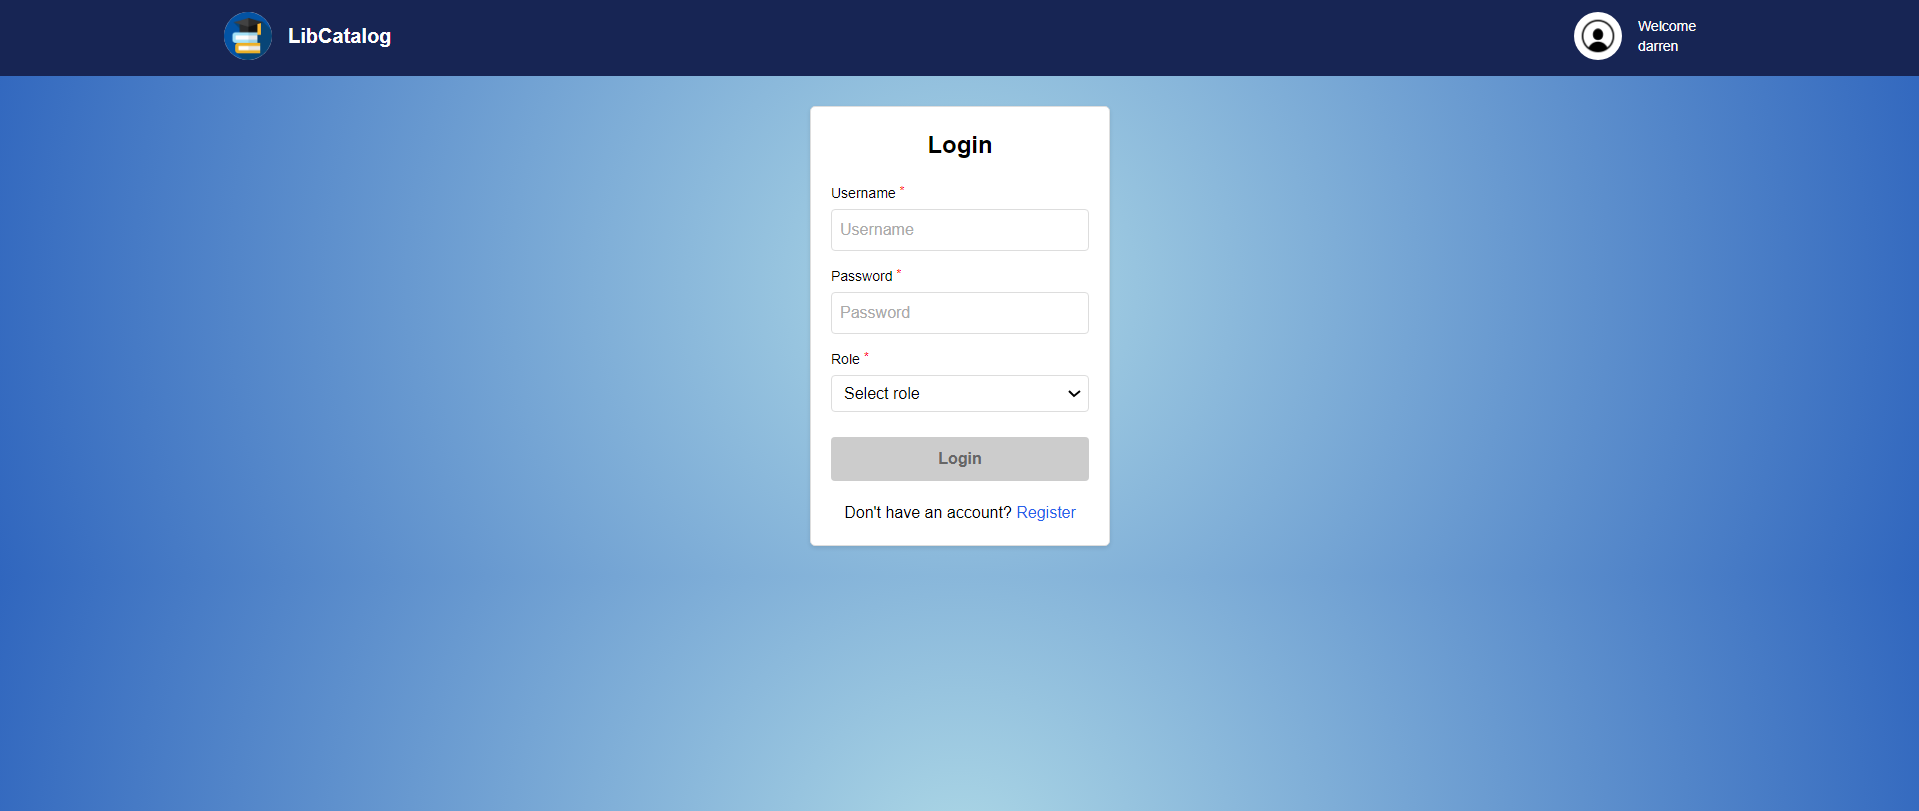 LibCatalog
Welcome
darren
Login
Username *
Username
Password *
Password
Role *
Select role
Login
Don't have an account? Register